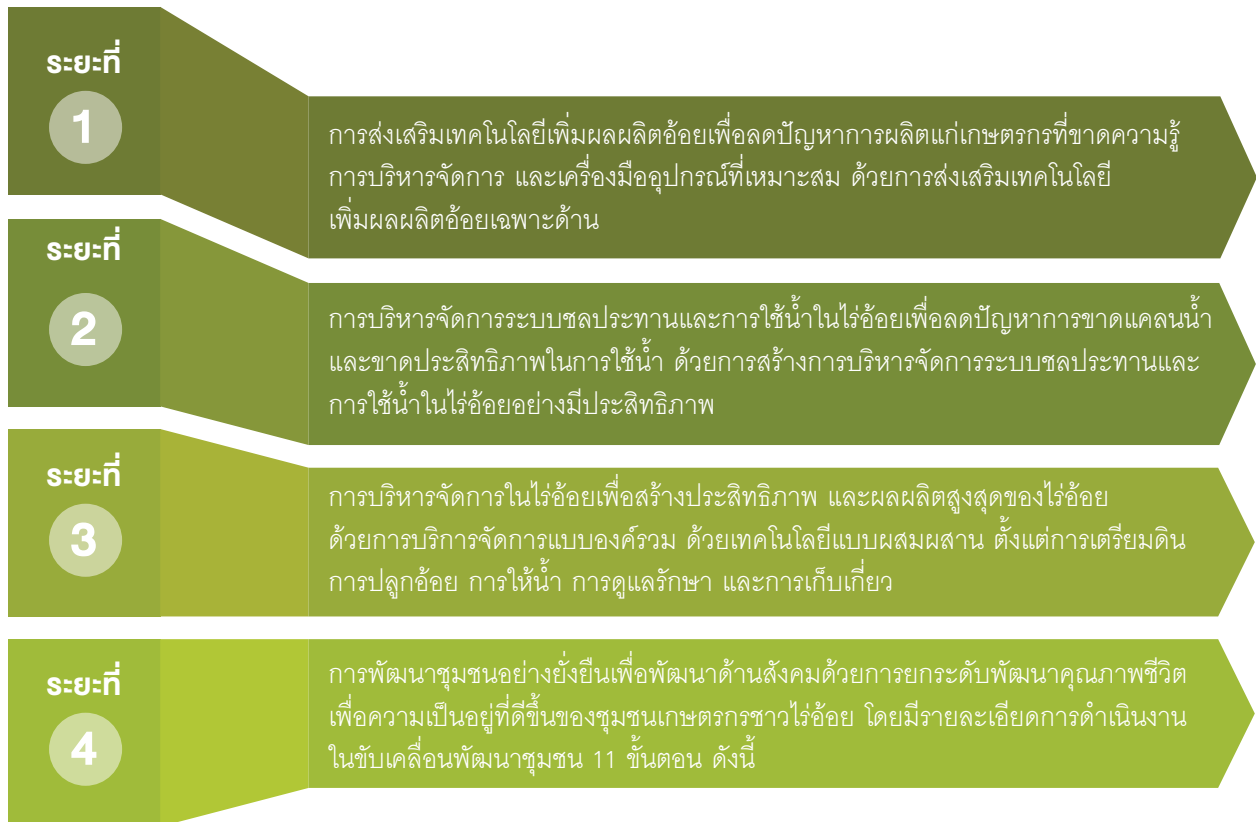 ระยะที่
1
การส่งเสริมเทคโนโลยีเพิ่มผลผลิตอ้อยเพื่อลดปัญหาการผลิตแก่เกษตรกรที่ขาดความรู้
การบริหารจัดการ และเครื่องมืออุปกรณ์ที่เหมาะสม ด้วยการส่งเสริมเทคโนโลยี
เพิ่มผลผลิตอ้อยเฉพาะด้าน
ระยะที่
2
การบริหารจัดการระบบชลประทานและการใช้น้ำในไร่อ้อยเพื่อลดปัญหาการขาดแคลนน้ำ
และขาดประสิทธิภาพในการใช้น้ำ ด้วยการสร้างการบริหารจัดการระบบชลประทานและ
การใช้น้ำในไร่อ้อยอย่างมีประสิทธิภาพ
ระยะที่
3
การบริหารจัดการในไร่อ้อยเพื่อสร้างประสิทธิภาพ และผลผลิตสูงสุดของไร่อ้อย
ด้วยการบริการจัดการแบบองค์รวม ด้วยเทคโนโลยีแบบผสมผสาน ตั้งแต่การเตรียมดิน
การปลูกอ้อย การให้น้ำ การดูแลรักษา และการเก็บเกี่ยว
ระยะที่
4
การพัฒนาชุมชนอย่างยั่งยืนเพื่อพัฒนาด้านสังคมด้วยการยกระดับพัฒนาคุณภาพชีวิต
เพื่อความเป็นอยู่ที่ดีขึ้นของชุมชนเกษตรกรชาวไร่อ้อย โดยมีรายละเอียดการดำเนินงาน
ในขับเคลื่อนพัฒนาชุมชน 11 ขั้นตอน ดังนี้